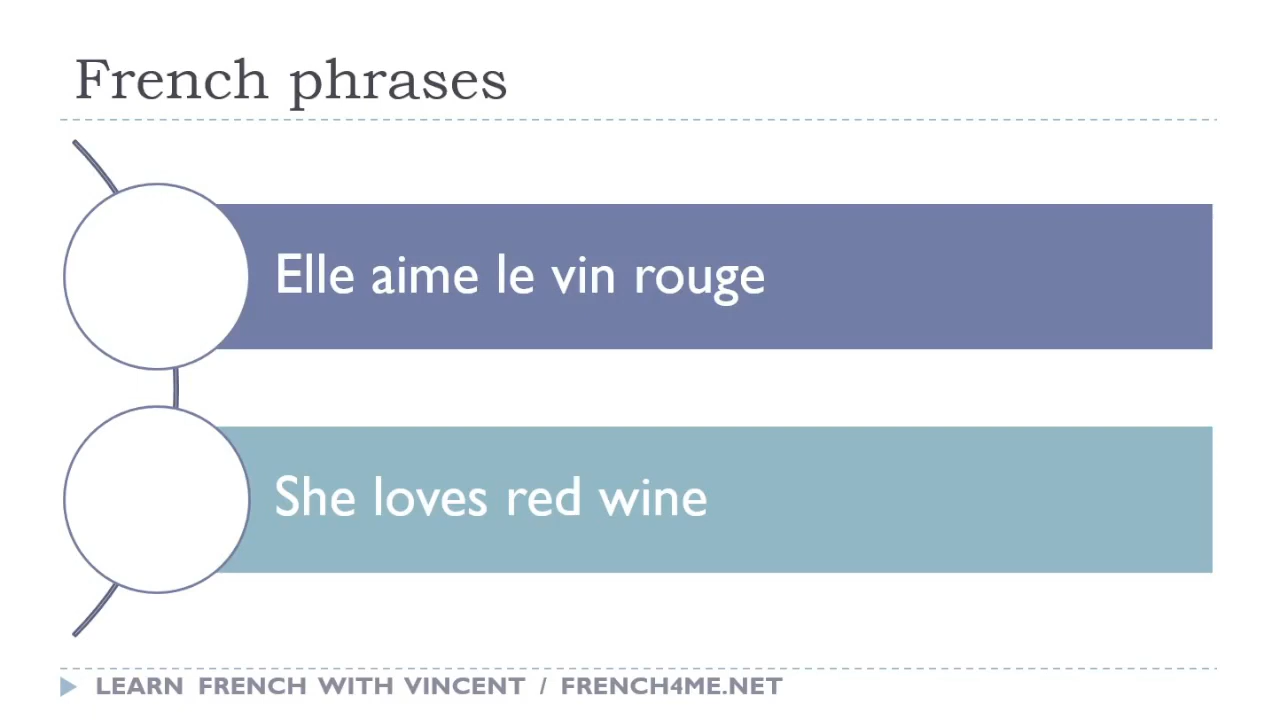 French phrases
Elle aime le vin rouge
She loves red wine
LEARN FRENCH WITH VINCENT / FRENCH4ME.NET